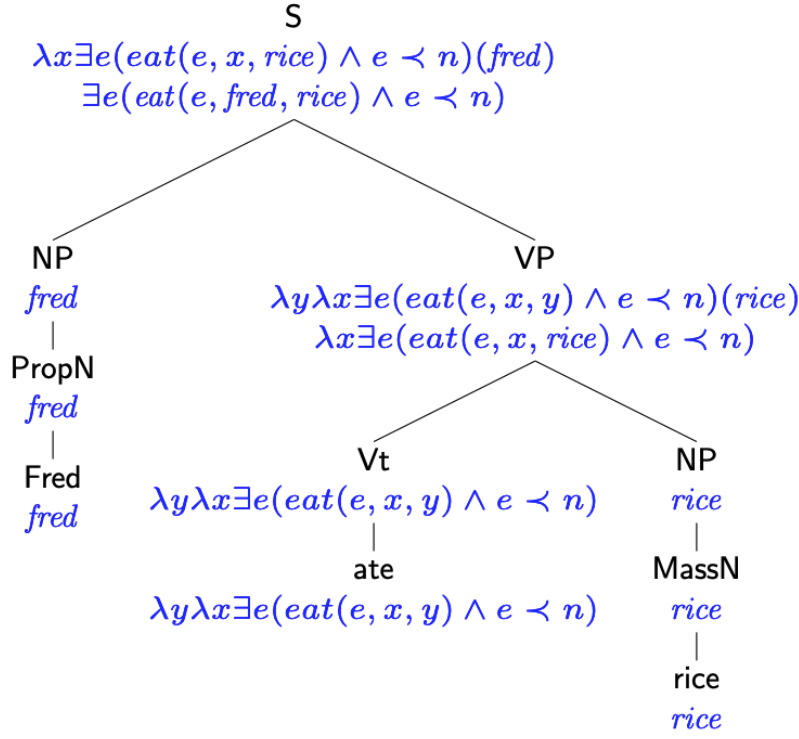 S
λx∃e(eat(e, x, rice) ∧ e ≺ n)(fred)
∃e(eat(e, fred, rice) ∧ e ≺ n)
NP VP
fred λyλx∃e(eat(e, x, y) ∧ e ≺ n)(rice)
λx∃e(eat(e, x, rice) ∧ e ≺ n)
PropN
fred
Vt NP
Fred
λyλx∃e(eat(e, x, y) ∧ e ≺ n) rice
fred
ate MassN
λyλx∃e(eat(e, x, y) ∧ e ≺ n) rice
rice
rice